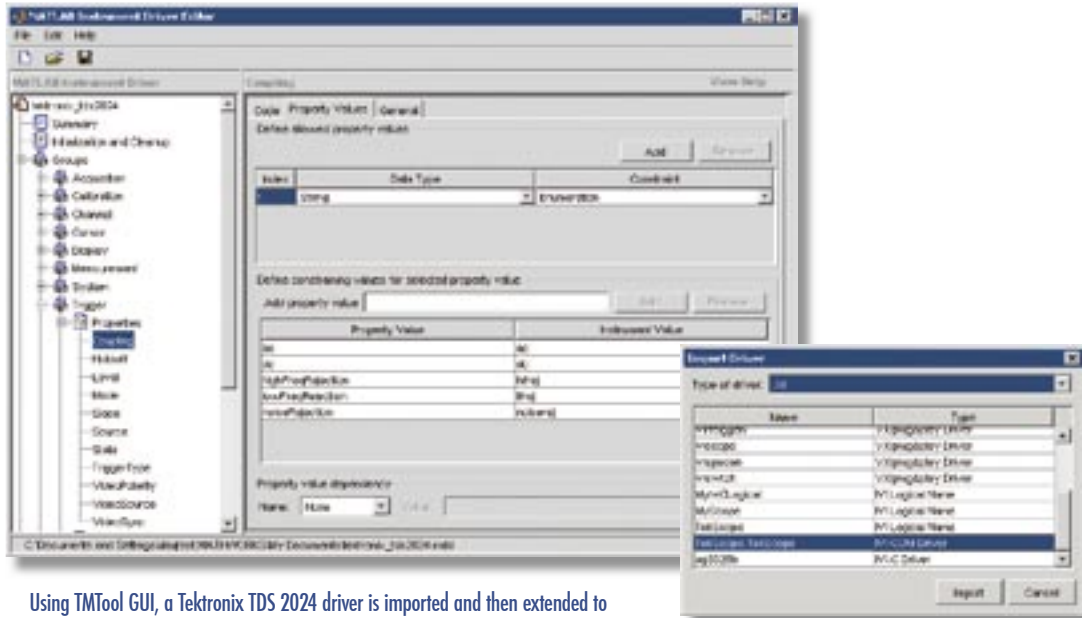 MATLAB Instrument Driver Editor
File Edit Help
MATLAB Instrument Driver
Coupling
View Help
tektronix_tds2024
Summary
Initialization and Cleanup
Groups
Acquisition
Calibration
Channel
Cursor
Display
Measurement
System
Trigger
Properties
Coupling
Holdoff
Level
Mode
Slope
Source
State
TriggerType
VideoPolarity
VideoSource
VideoSync
Code Property Values General
Define allowed property values
Add Remove
Index Data Type Constraint
String Enumeration
Define constraining values for selected property value
Add property value Add Remove
Property Value Instrument Value
ac ac
dc dc
highFreqRejection hfrej
lowFreqRejection lfrej
noiseRejection noiserej
Property value dependency
Name: None Value
Import Driver
Type of driver:
Name Type
VXIplug&play Driver
VXIplug&play Driver
VXIplug&play Driver
VXIplug&play Driver
IVI Logical Name
MyScope IVI Logical Name
TekScope IVI Logical Name
TekScope.TekScope IVI-COM Driver
IVI-C Driver
Import Cancel
Using TMTool GUI, a Tektronix TDS 2024 driver is imported and then extended to